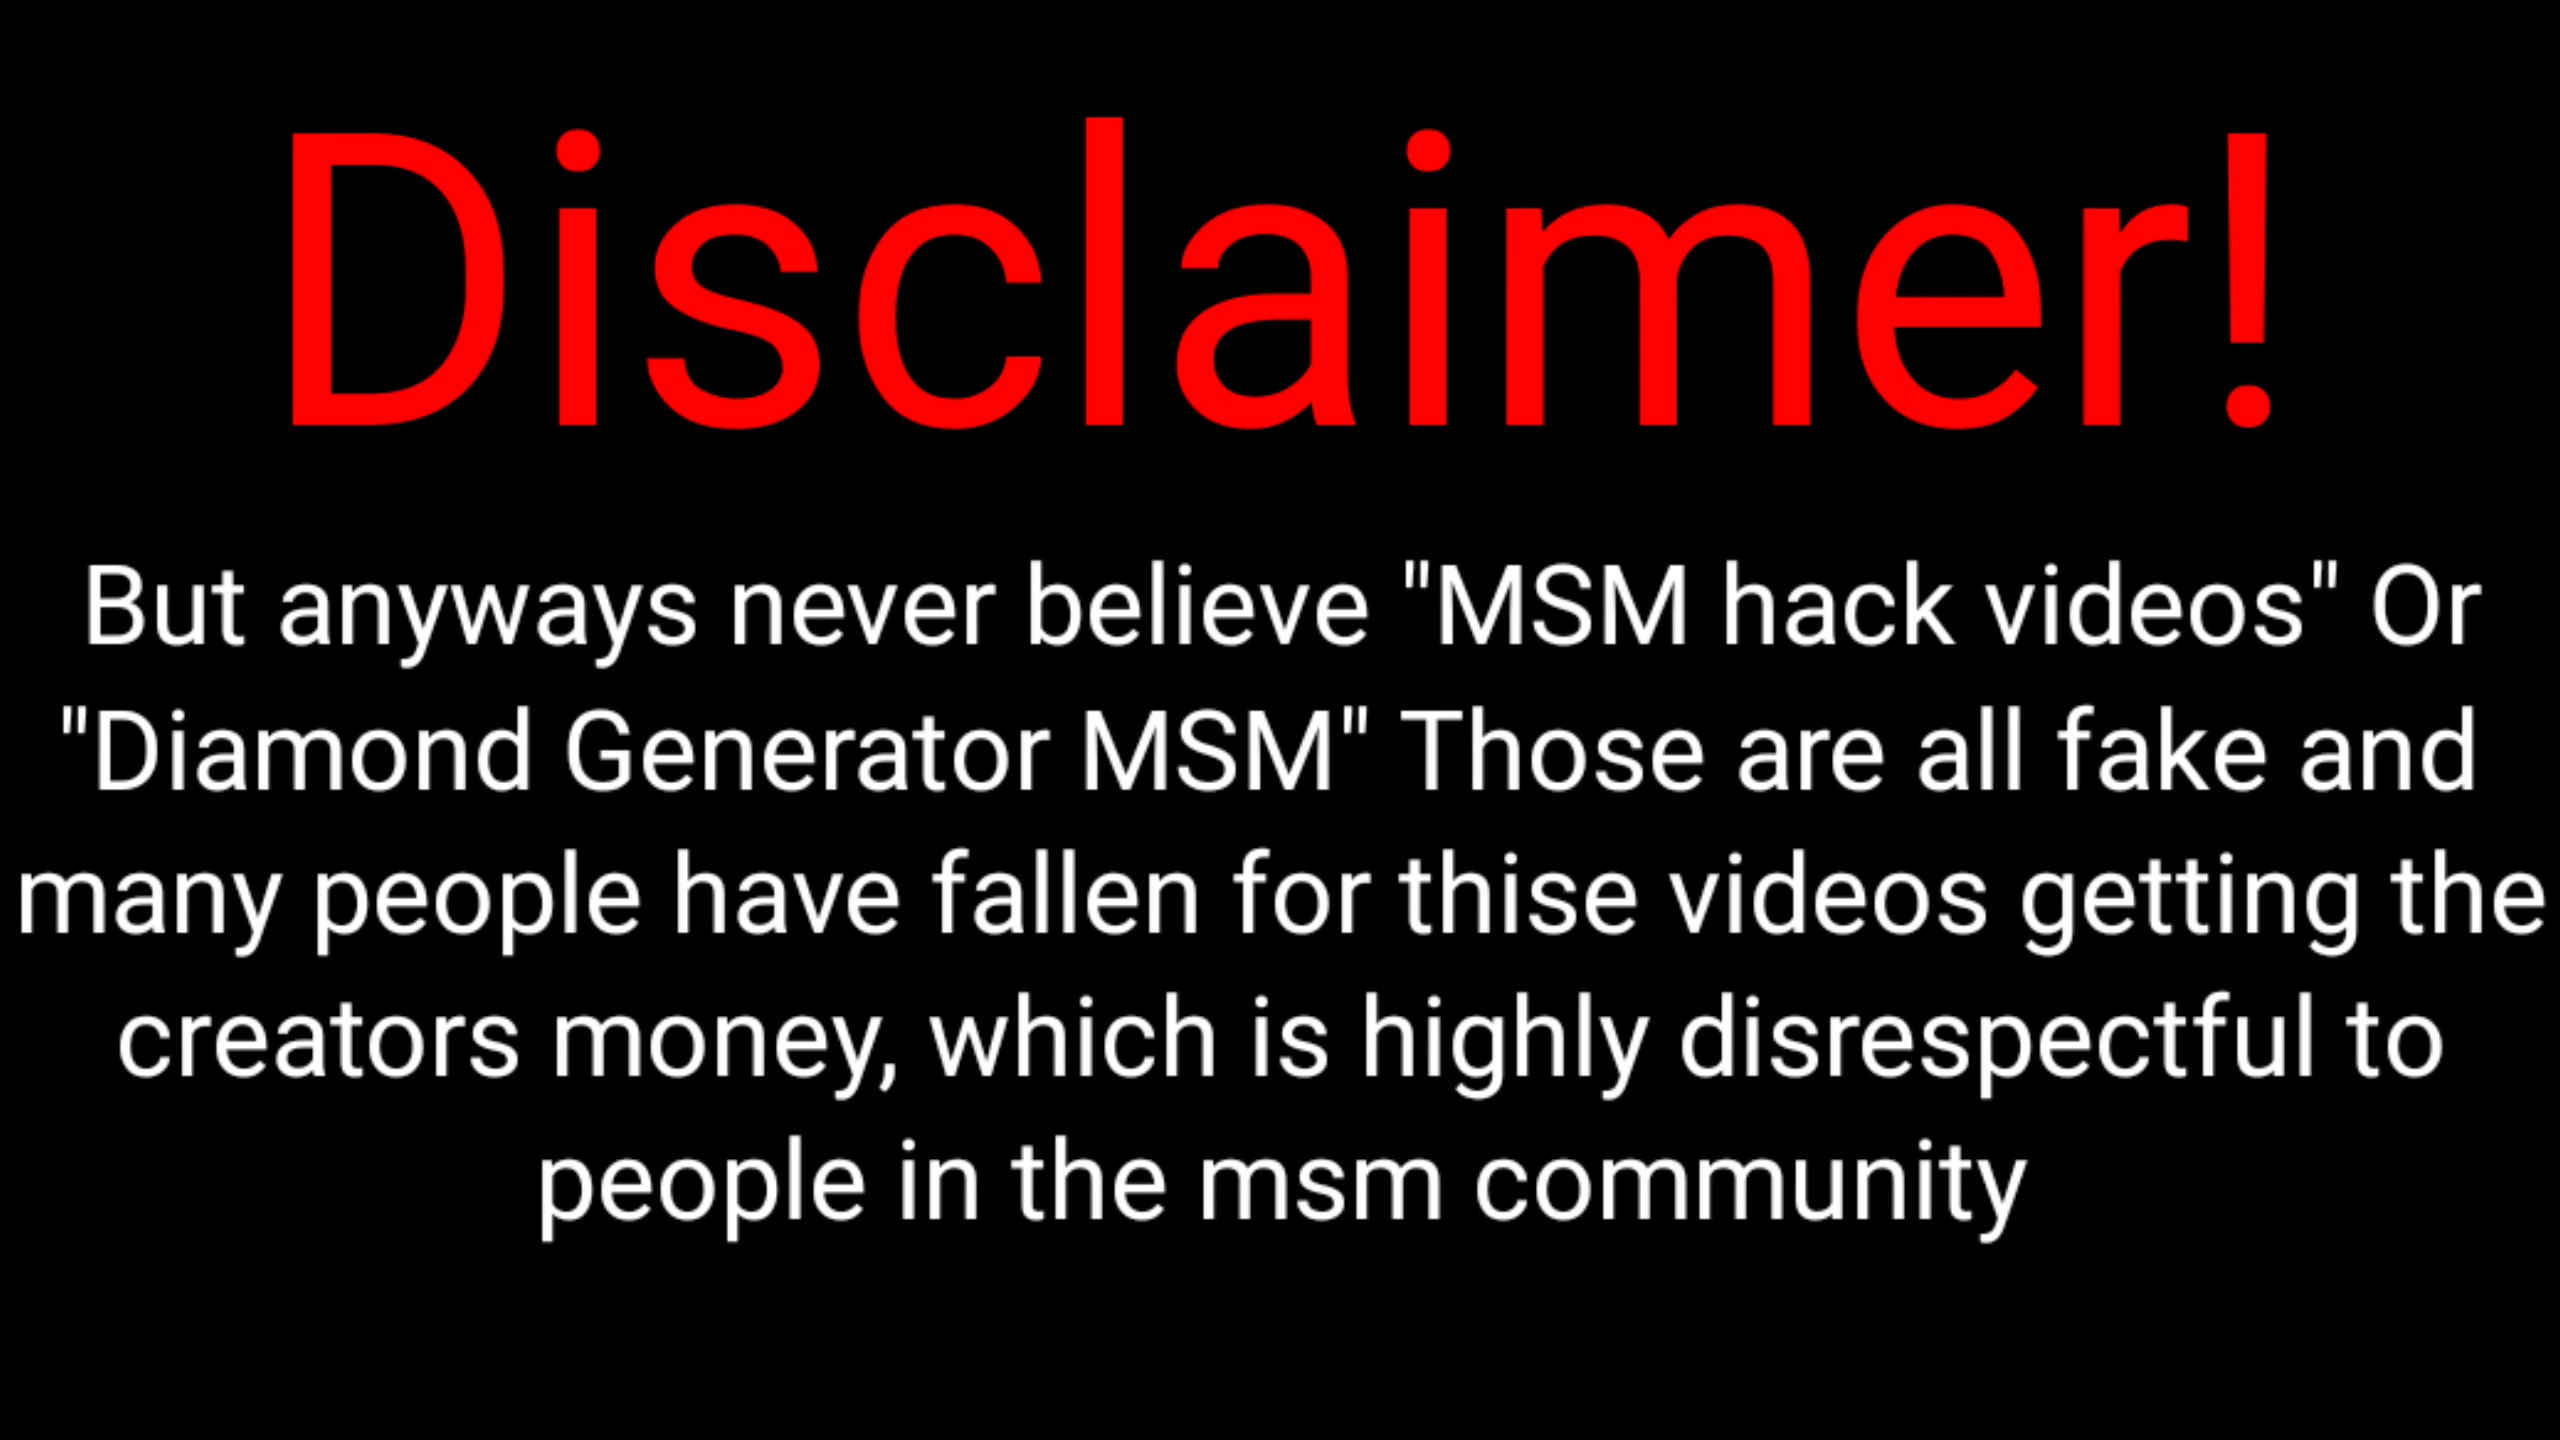 Disclaimer!
But anyways never believe "MSM hack videos" Or
"Diamond Generator MSM" Those are all fake and
many people have fallen for thise videos getting the
creators money, which is highly disrespectful to
people in the msm community